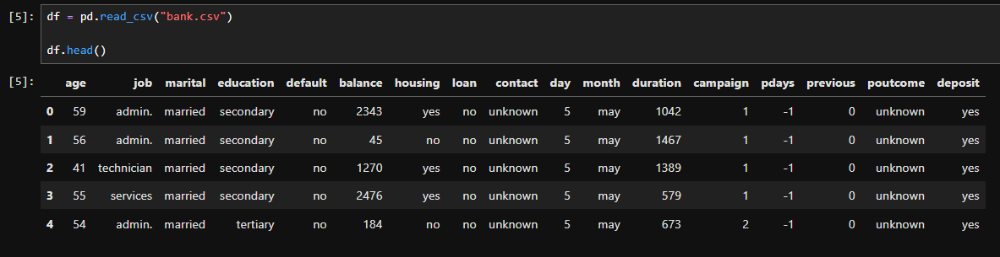 [5]: df = pd.read_csv("bank.csv")
df.head()
[5]: age job marital education default balance housing loan contact day month duration campaign pdays previous poutcome deposit
0 59 admin. married secondary no 2343 yes no unknown 5 may 1042 1 -1 0 unknown yes
1 56 admin. married secondary no 45 no no unknown 5 may 1467 1 -1 0 unknown yes
2 41 technician married secondary no 1270 yes no unknown 5 may 1389 1 -1 0 unknown yes
3 55 services married secondary no 2476 yes no unknown 5 may 579 1 -1 0 unknown yes
4 54 admin. married tertiary no 184 no no unknown 5 may 673 2 -1 0 unknown yes